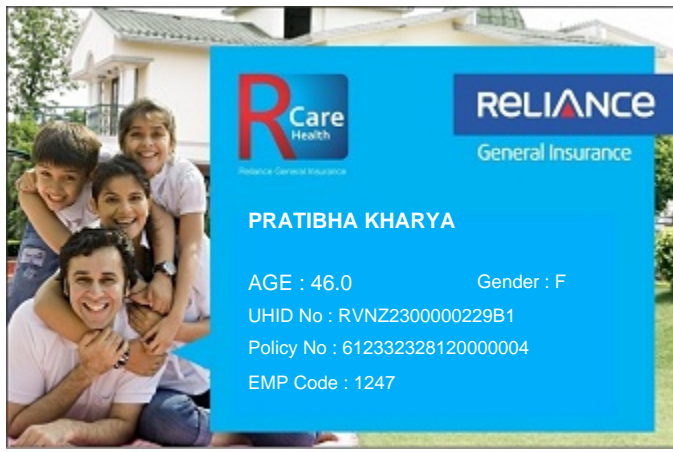 R Care
Health
Reliance General Insurance
RELIANCE
General Insurance
PRATIBHA KHARYA
AGE : 46.0 Gender : F
UHID No : RVNZ2300000229B1
Policy No : 612332328120000004
EMP Code : 1247